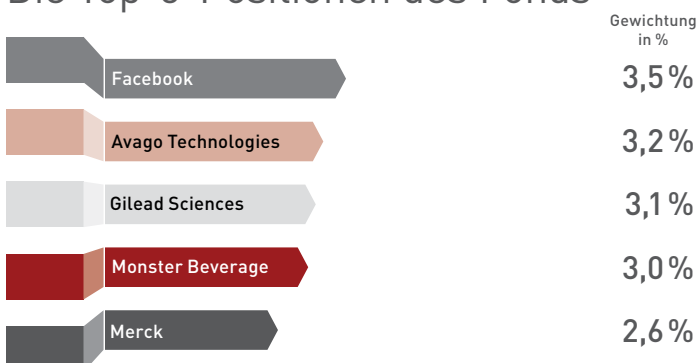 Gewichtung
in %
Facebook 3,5 %
Avago Technologies 3,2 %
Gilead Sciences 3,1 %
Monster Beverage 3,0 %
Merck 2,6 %